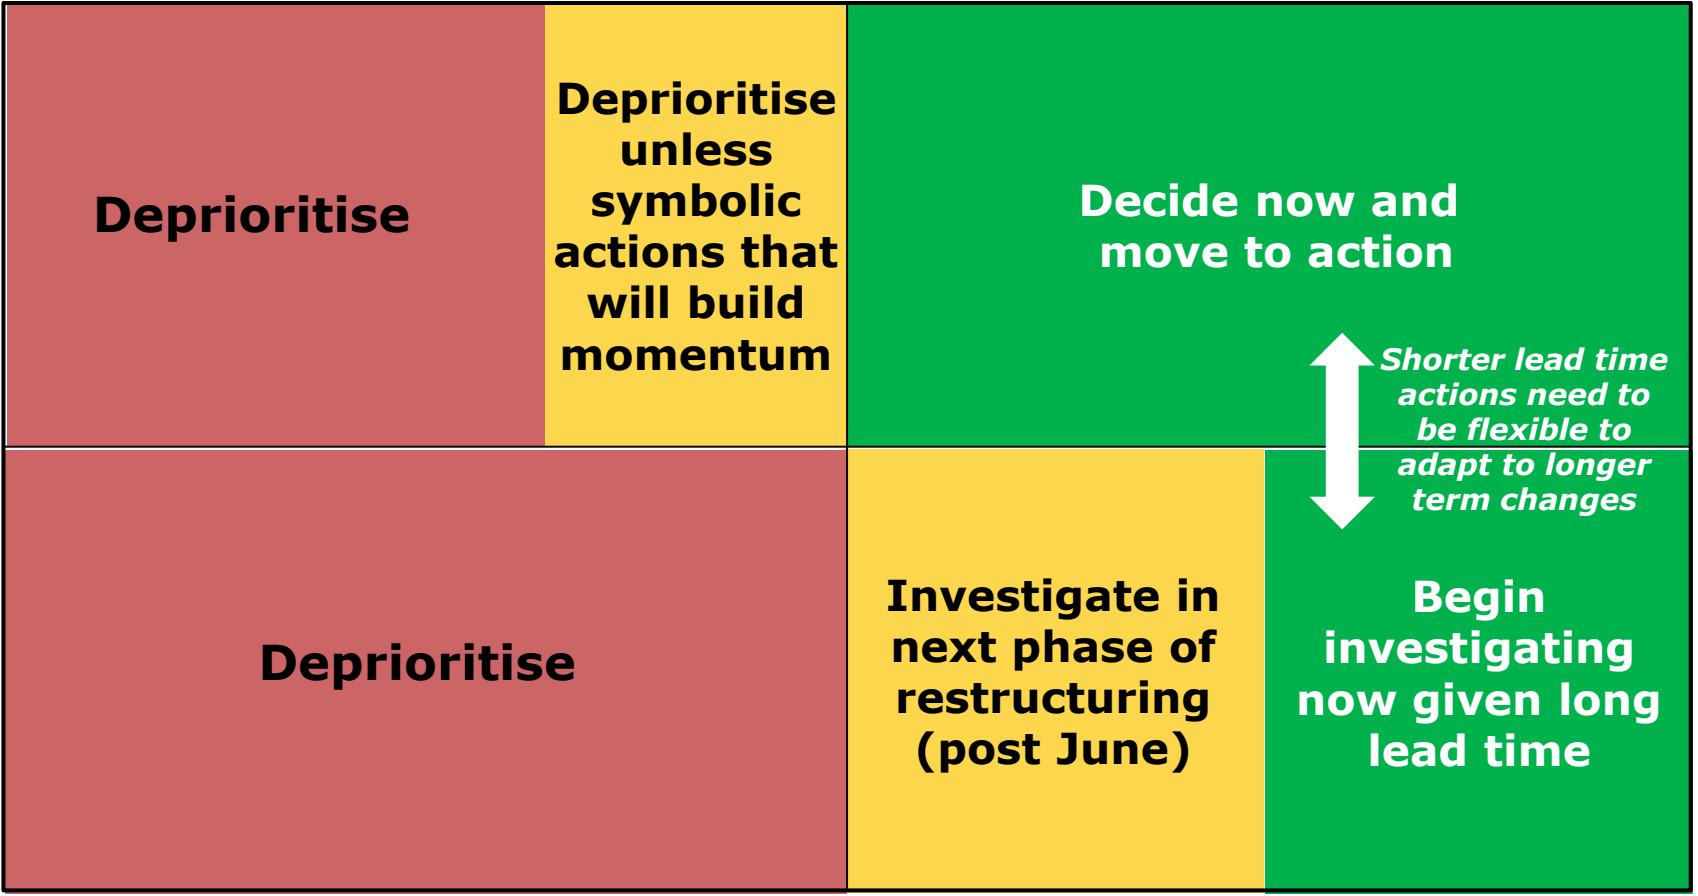 Deprioritise
Deprioritise
unless
symbolic
actions that
will build
momentum
Decide now and
move to action
Shorter lead time
actions need to
be flexible to
adapt to longer
term changes
Deprioritise
Investigate in
next phase of
restructuring
(post June)
Begin
investigating
now given long
lead time